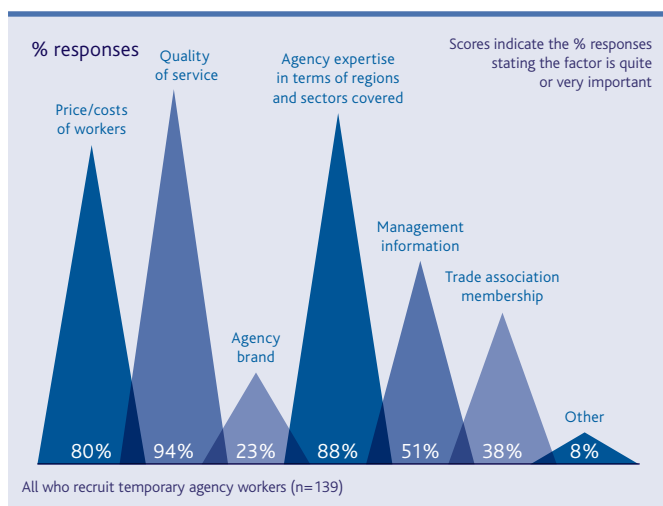 % responses
Scores indicate the % responses
stating the factor is quite
or very important
Price/costs
of workers
Quality
of service
Agency
brand
Agency expertise
in terms of regions
and sectors covered
Management
information
Trade association
membership
Other
80%
94%
23%
88%
51%
38%
8%
All who recruit temporary agency workers (n=139)